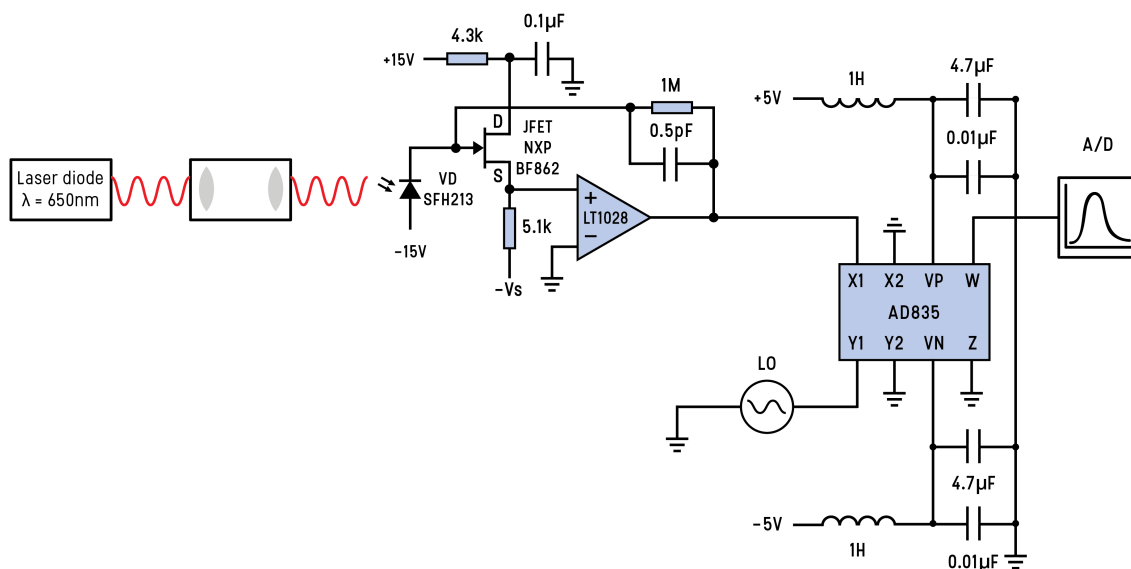 Laser diode
λ = 650nm
+15V
4.3k
0.1µF
D
JFET
NXP
BF862
S
VD
SFH213
-15V
5.1k
-Vs
1M
0.5pF
+
LT1028
−
+5V
1H
4.7µF
0.01µF
A/D
X1 X2 VP W
AD835
Y1 Y2 VN Z
LO
4.7µF
-5V
1H
0.01µF